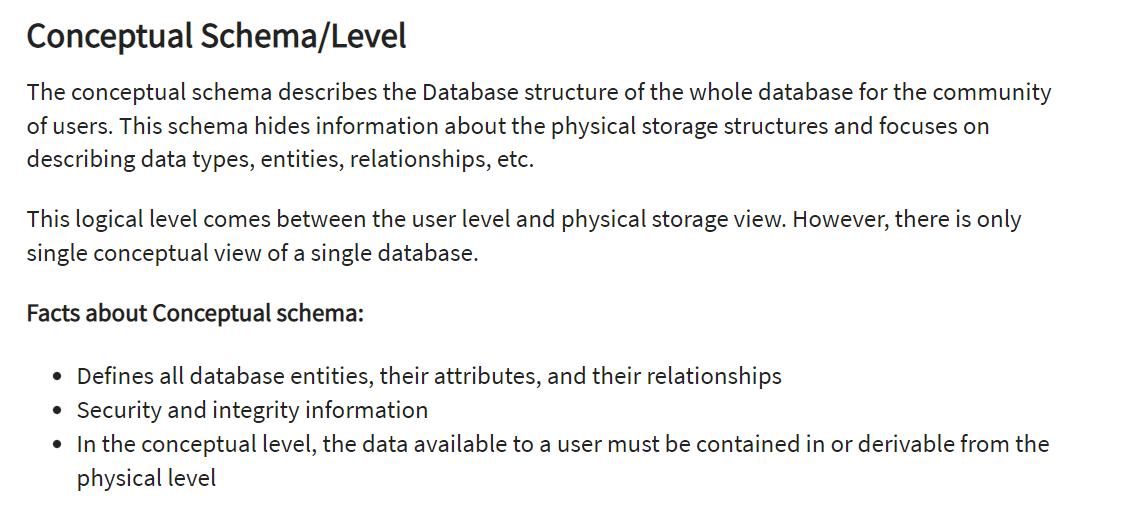 Conceptual Schema/Level
The conceptual schema describes the Database structure of the whole database for the community
of users. This schema hides information about the physical storage structures and focuses on
describing data types, entities, relationships, etc.
This logical level comes between the user level and physical storage view. However, there is only
single conceptual view of a single database.
Facts about Conceptual schema:
• Defines all database entities, their attributes, and their relationships
• Security and integrity information
• In the conceptual level, the data available to a user must be contained in or derivable from the
physical level